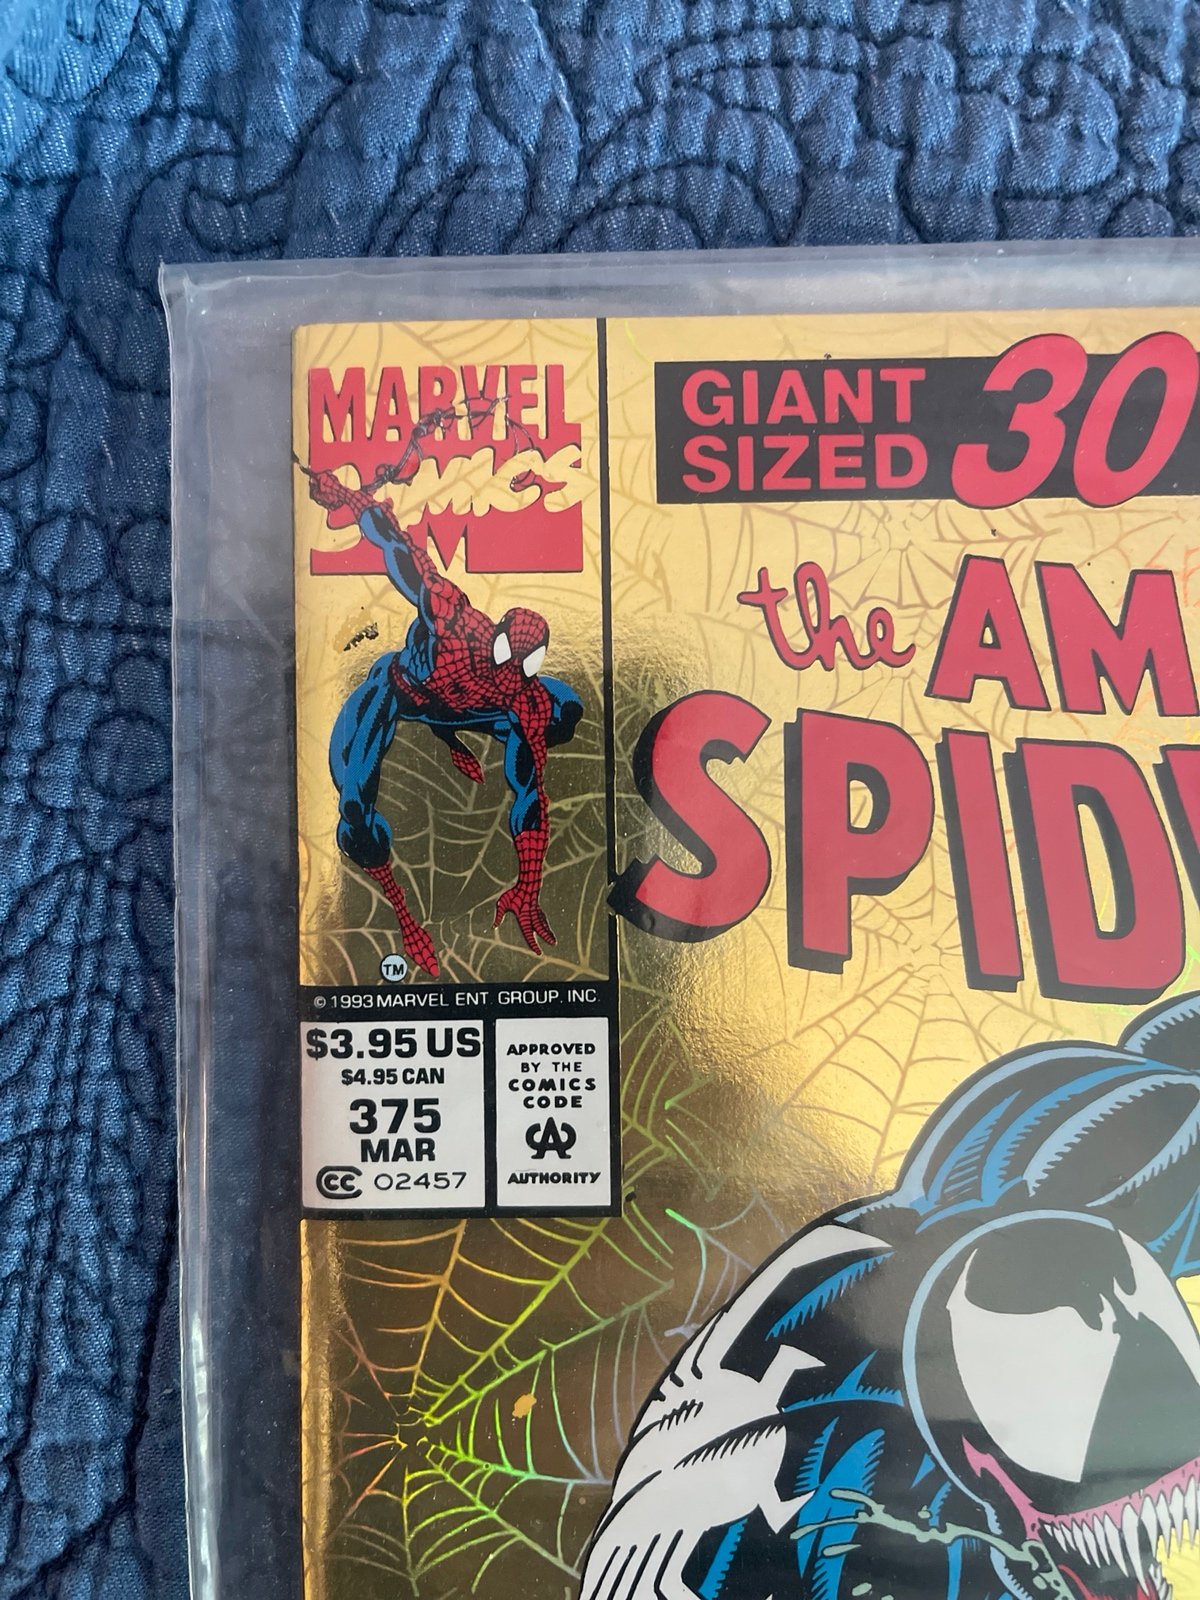 MARVEL
COMICS
M
GIANT
SIZED
30
the AM
SPID
TM
© 1993 MARVEL ENT. GROUP, INC.
$3.95 US
$4.95 CAN
375
MAR
CC 02457
APPROVED
BY THE
COMICS
CODE
CA
AUTHORITY